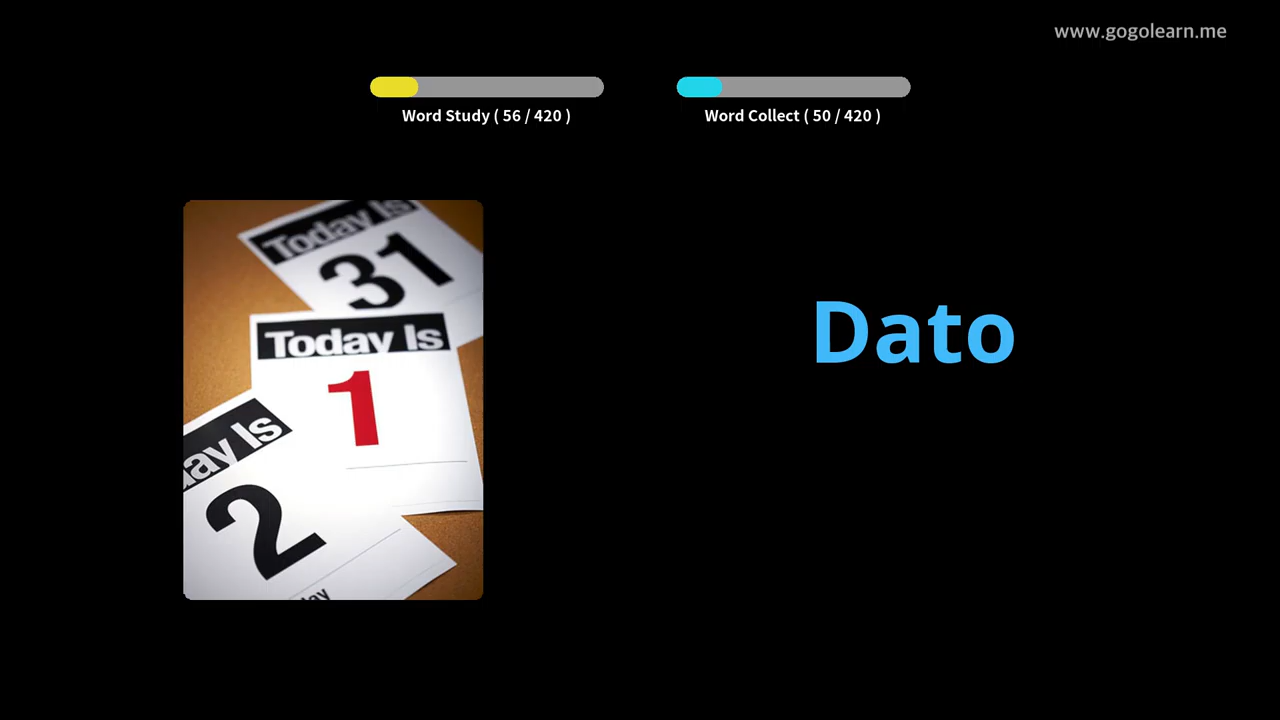 www.gogolearn.me
Word Study ( 56 / 420 )
Word Collect ( 50 / 420 )
Today Is
31
Today Is
1
ay Is
2
ay
Dato